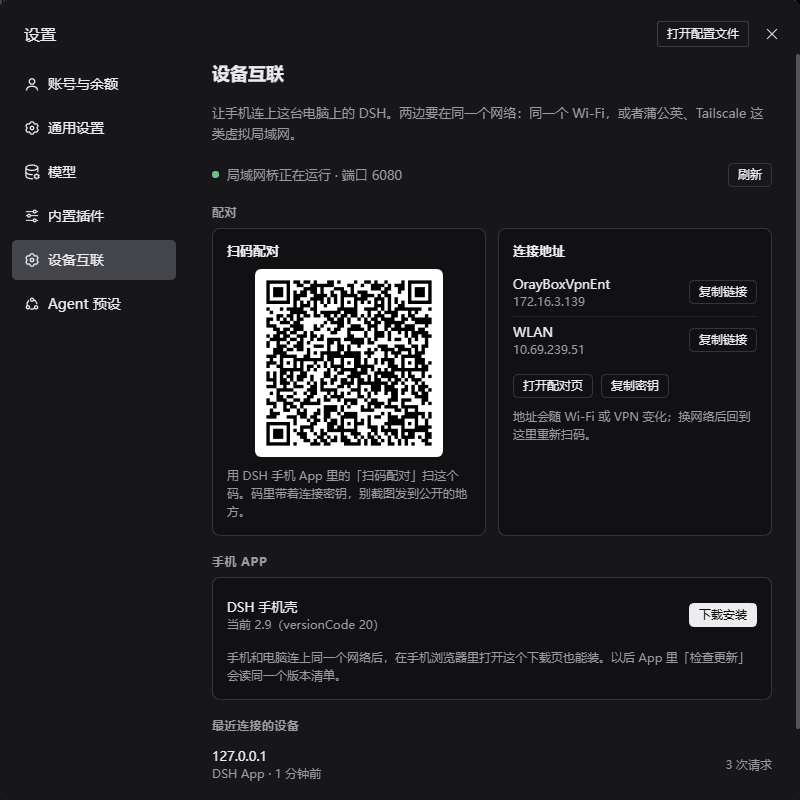 设置
打开配置文件
账号与余额
通用设置
模型
内置插件
设备互联
Agent 预设
设备互联
让手机连上这台电脑上的 DSH。两边要在同一个网络：同一个 Wi-Fi，或者蒲公英、Tailscale 这
类虚拟局域网。
局域网桥正在运行 · 端口 6080
刷新
配对
扫码配对
用 DSH 手机 App 里的「扫码配对」扫这个
码。码里带着连接密钥，别截图发到公开的地
方。
连接地址
OrayBoxVpnEnt
172.16.3.139
复制链接
WLAN
10.69.239.51
复制链接
打开配对页
复制密钥
地址会随 Wi-Fi 或 VPN 变化；换网络后回到
这里重新扫码。
手机 APP
DSH 手机壳
当前 2.9（versionCode 20）
下载安装
手机和电脑连上同一个网络后，在手机浏览器里打开这个下载页也能装。以后 App 里「检查更新」
会读同一个版本清单。
最近连接的设备
127.0.0.1
DSH App · 1 分钟前
3 次请求